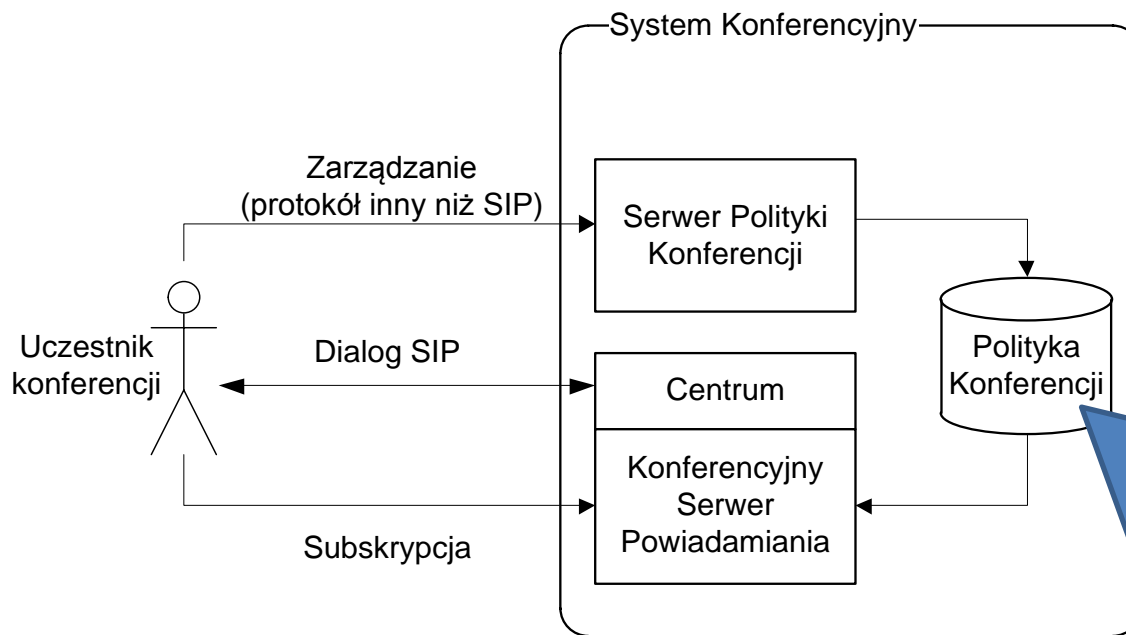 System Konferencyjny
Zarządzanie
(protokół inny niż SIP)
Serwer Polityki
Konferencji
Uczestnik
konferencji
Dialog SIP
Centrum
Polityka
Konferencji
Konferencyjny
Serwer
Powiadamiania
Subskrypcja